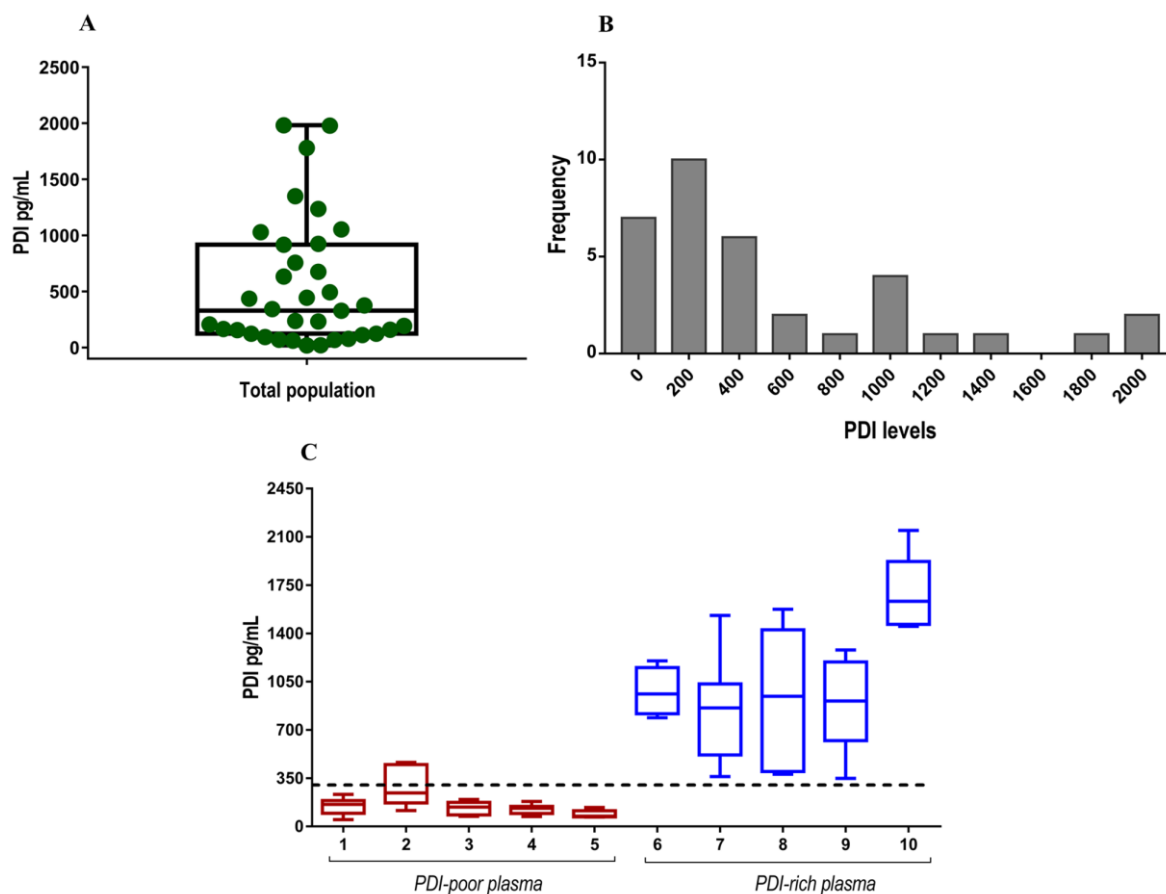 A
2500
2000
1500
1000
500
0
PDI pg/mL
Total population
B
15
10
5
0
Frequency
0 200 400 600 800 1000 1200 1400 1600 1800 2000
PDI levels
C
2450
2100
1750
1400
1050
700
350
0
PDI pg/mL
1 2 3 4 5 6 7 8 9 10
PDI-poor plasma PDI-rich plasma